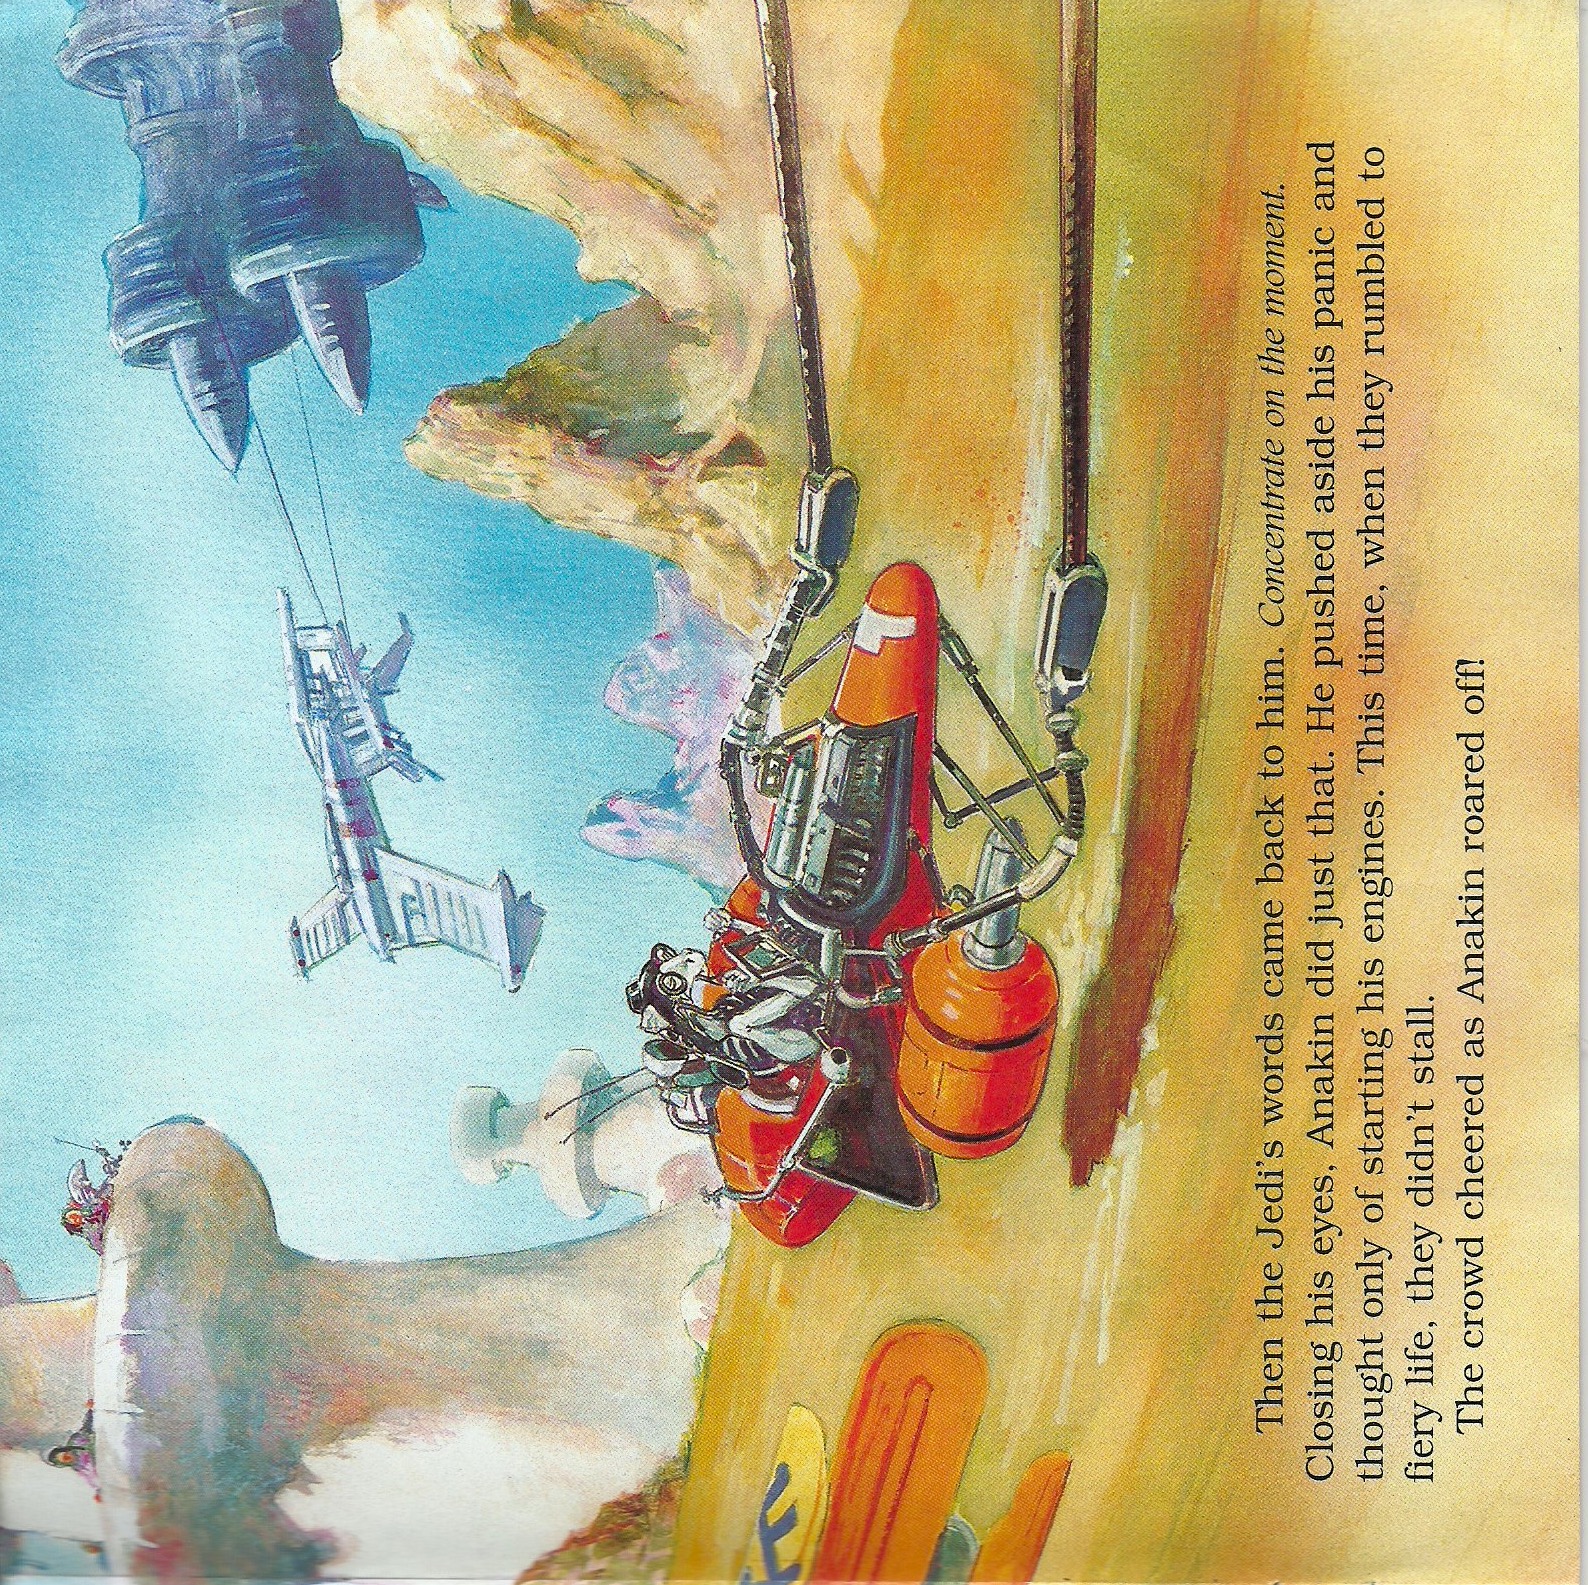 Then the Jedi's words came back to him. Concentrate on the moment.
Closing his eyes, Anakin did just that. He pushed aside his panic and
thought only of starting his engines. This time, when they rumbled to
fiery life, they didn't stall.
The crowd cheered as Anakin roared off!